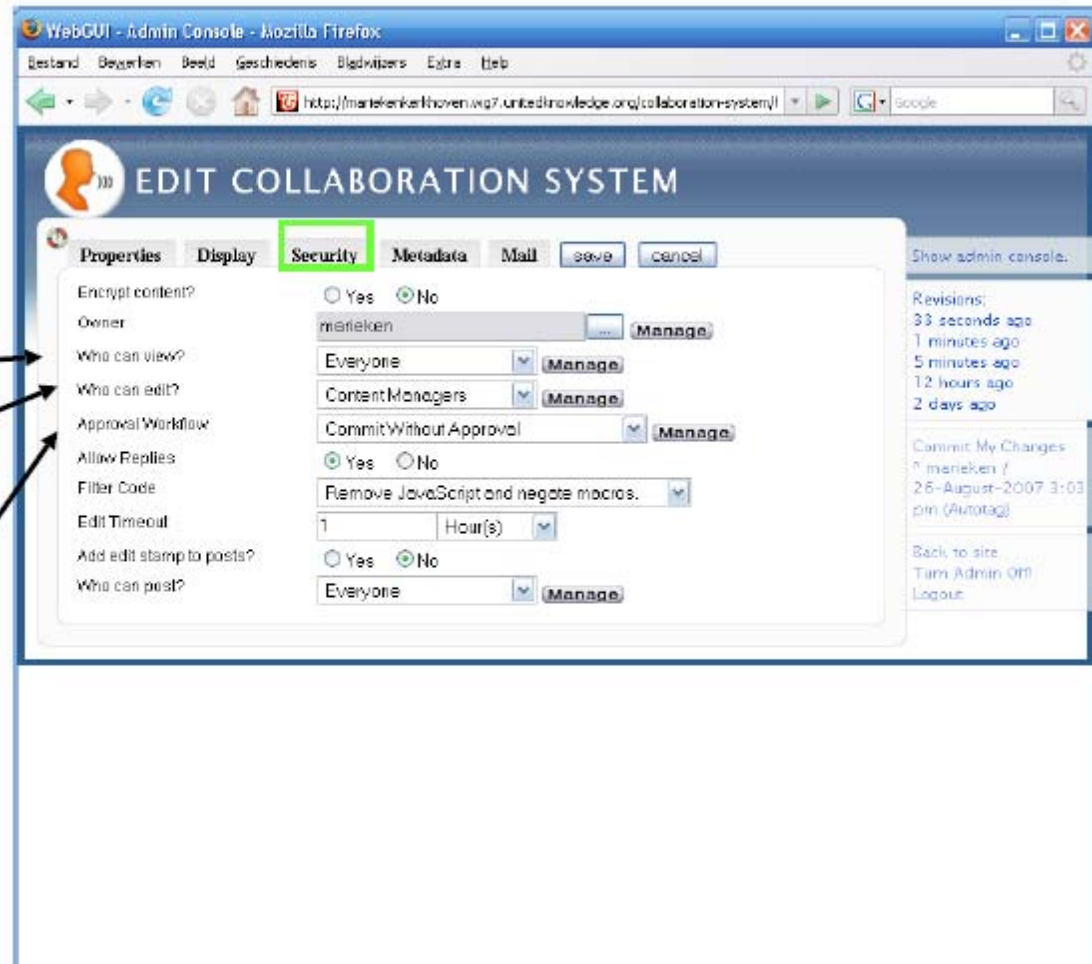 WebGUI - Admin Console - Mozilla Firefox
Bestand Bewerken Beeld Geschiedenis Bladwijzers Extra Help
http://mariekenkerkhoven.wg7.unitedknowledge.org/collaboration-system/ Google
EDIT COLLABORATION SYSTEM
Properties Display Security Metadata Mail save cancel
Encrypt content? Yes No
Owner marieken ... Manage
Who can view? Everyone Manage
Who can edit? Content Managers Manage
Approval Workflow Commit Without Approval Manage
Allow Replies Yes No
Filter Code Remove JavaScript and negate macros.
Edit Timeout 1 Hour(s)
Add edit stamp to posts? Yes No
Who can post? Everyone Manage
Show admin console.
Revisions:
33 seconds ago
1 minutes ago
5 minutes ago
12 hours ago
2 days ago
Commit My Changes
* marieken /
26-August-2007 3:03
pm (Autotag)
Back to site
Turn Admin Off!
Logout